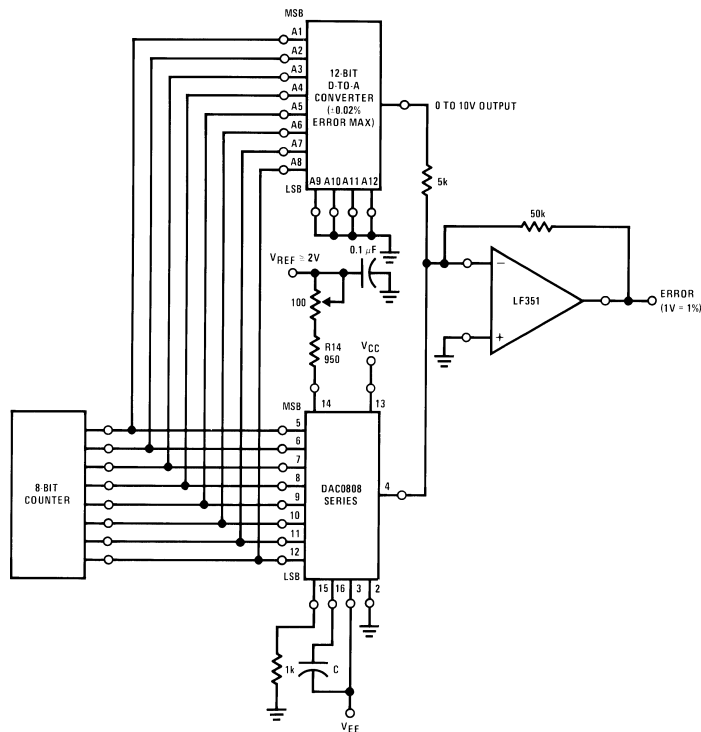 MSB
A1
A2
A3
A4
A5
A6
A7
A8
LSB
12-BIT
D-TO-A
CONVERTER
(±0.02%
ERROR MAX)
A9 A10 A11 A12
0 TO 10V OUTPUT
5k
50k
0.1 μF
VREF ≅ 2V
100
R14
950
VCC
−
+
LF351
ERROR
(1V = 1%)
MSB
14
13
8-BIT
COUNTER
5
6
7
8
9
10
11
12
LSB
DAC0808
SERIES
4
15
16
3
2
1k
C
VEE